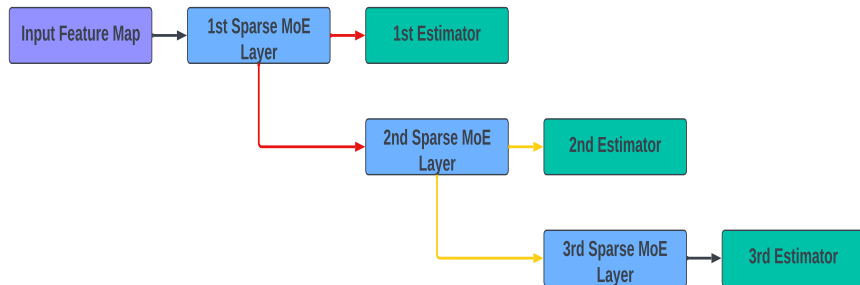 Input Feature Map
1st Sparse MoE
Layer
1st Estimator
2nd Sparse MoE
Layer
2nd Estimator
3rd Sparse MoE
Layer
3rd Estimator